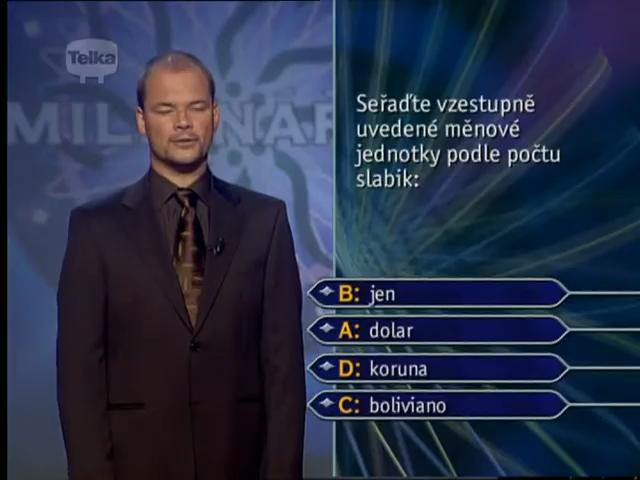 Telka
MILIONÁŘ
Seřaďte vzestupně
uvedené měnové
jednotky podle počtu
slabik:
B: jen
A: dolar
D: koruna
C: boliviano